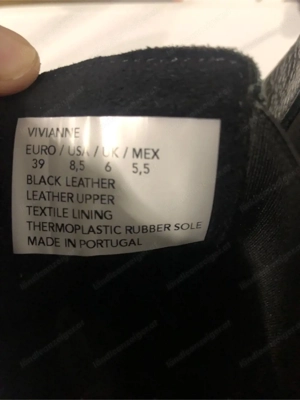 VIVIANNE
EURO / USA / UK / MEX
39 8,5 6 5,5
BLACK LEATHER
LEATHER UPPER
TEXTILE LINING
THERMOPLASTIC RUBBER SOLE
MADE IN PORTUGAL